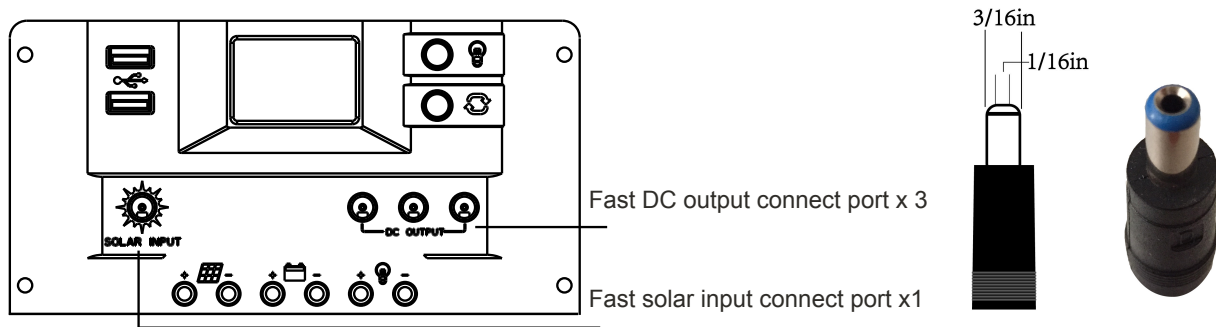 3/16in
1/16in
SOLAR INPUT
DC OUTPUT
Fast DC output connect port x 3
+ - + - + -
Fast solar input connect port x1